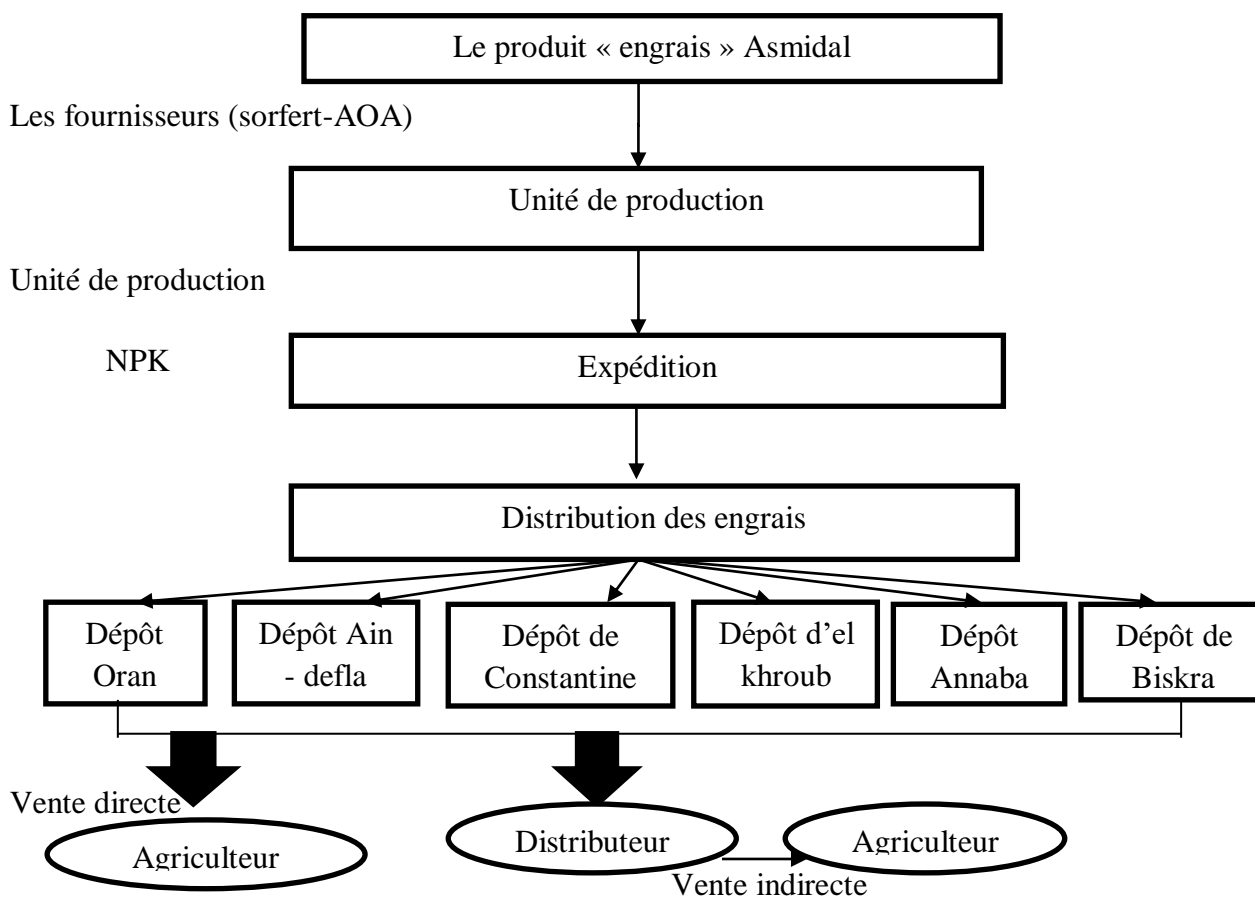 Le produit « engrais » Asmidal
Les fournisseurs (sorfert-AOA)
Unité de production
Unité de production
NPK
Expédition
Distribution des engrais
Dépôt
Oran
Dépôt Ain
- defla
Dépôt de
Constantine
Dépôt d’el
khroub
Dépôt
Annaba
Dépôt de
Biskra
Vente directe
Agriculteur
Distributeur
Agriculteur
Vente indirecte